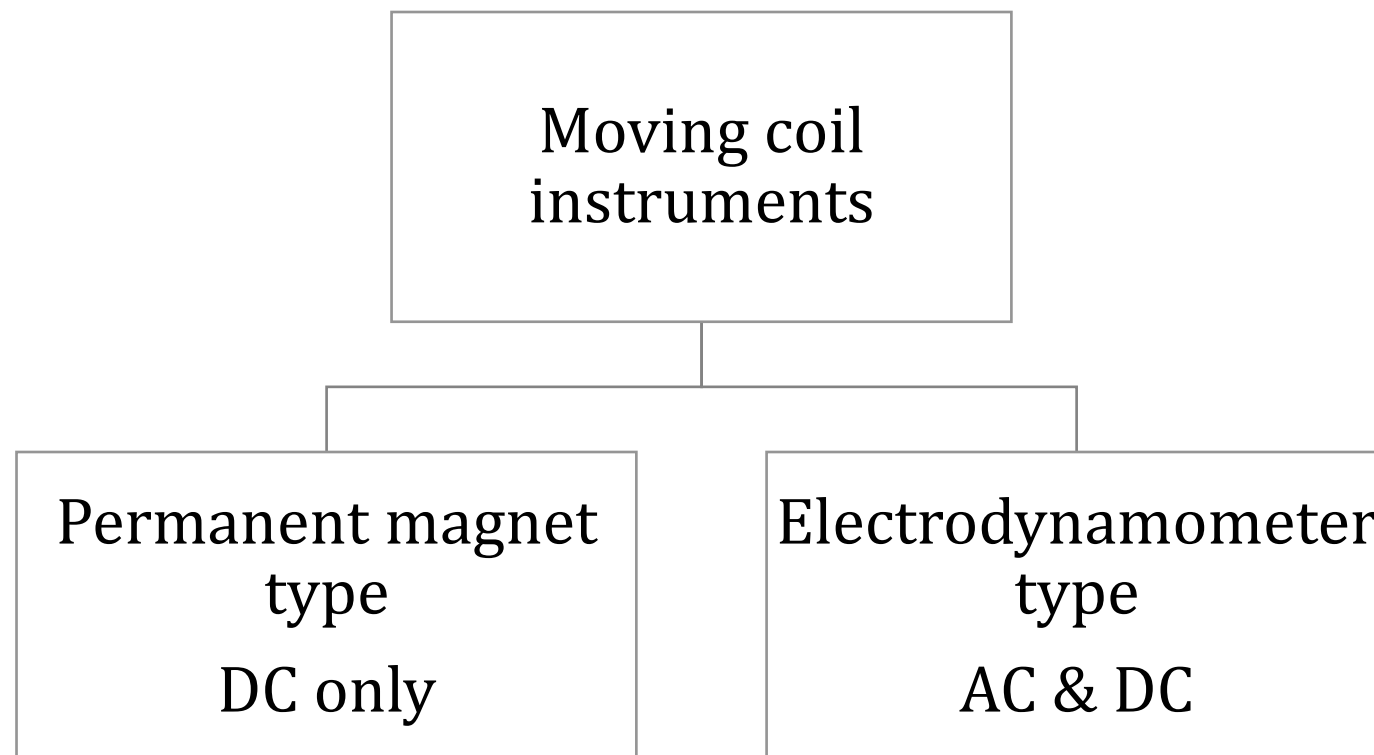 Moving coil
instruments
Permanent magnet
type
DC only
Electrodynamometer
type
AC & DC